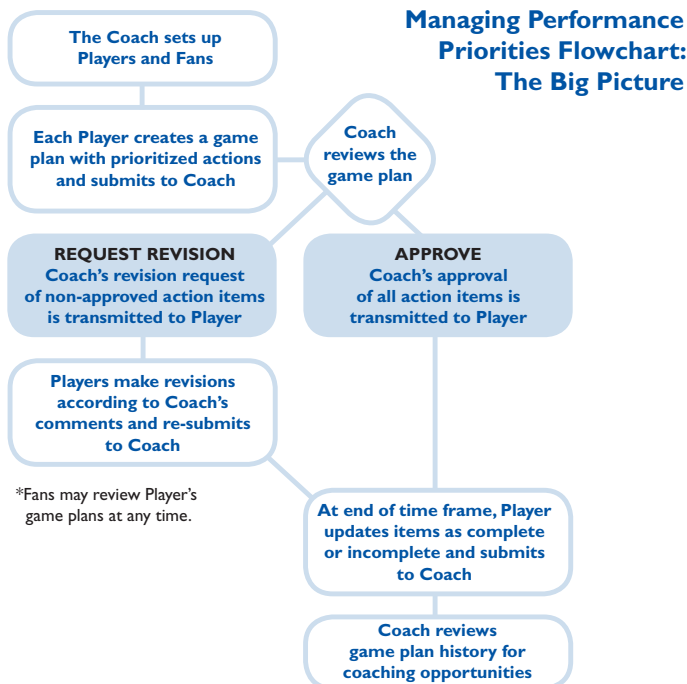 Managing Performance
Priorities Flowchart:
The Big Picture
The Coach sets up
Players and Fans
Each Player creates a game
plan with prioritized actions
and submits to Coach
Coach
reviews the
game plan
REQUEST REVISION
Coach's revision request
of non-approved action items
is transmitted to Player
APPROVE
Coach's approval
of all action items is
transmitted to Player
Players make revisions
according to Coach's
comments and re-submits
to Coach
*Fans may review Player's
game plans at any time.
At end of time frame, Player
updates items as complete
or incomplete and submits
to Coach
Coach reviews
game plan history for
coaching opportunities